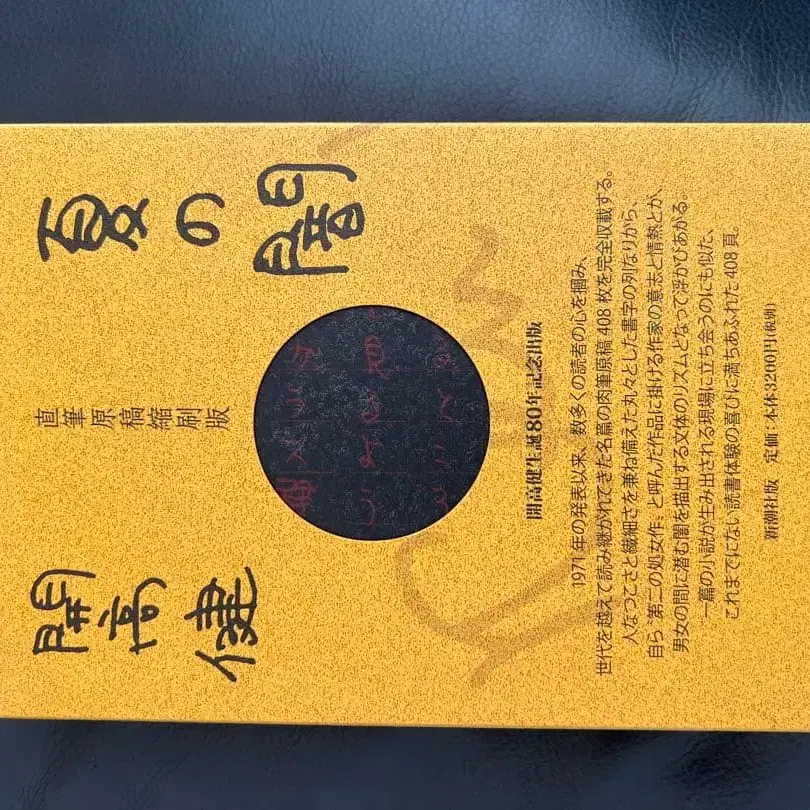 夏の闇
直筆原稿縮刷版
開高健
開高健生誕80年記念出版
1971年の発表以来、数多くの読者の心を掴み、
世代を越えて読み継がれてきた名篇の肉筆原稿408枚を完全収載する。
人なつこさと繊細さを兼ね備えた丸々とした書字の列なりから、
自ら“第二の処女作”と呼んだ作品に掛ける作家の意志と情熱とが、
男女の間に潜む闇を描出する文体のリズムとなって浮かびあがる。
一篇の小説が生み出される現場に立ち会うのにも似た、
これまでにない読書体験の喜びに満ちあふれた408頁。
新潮社版 定価：本体3200円(税別)